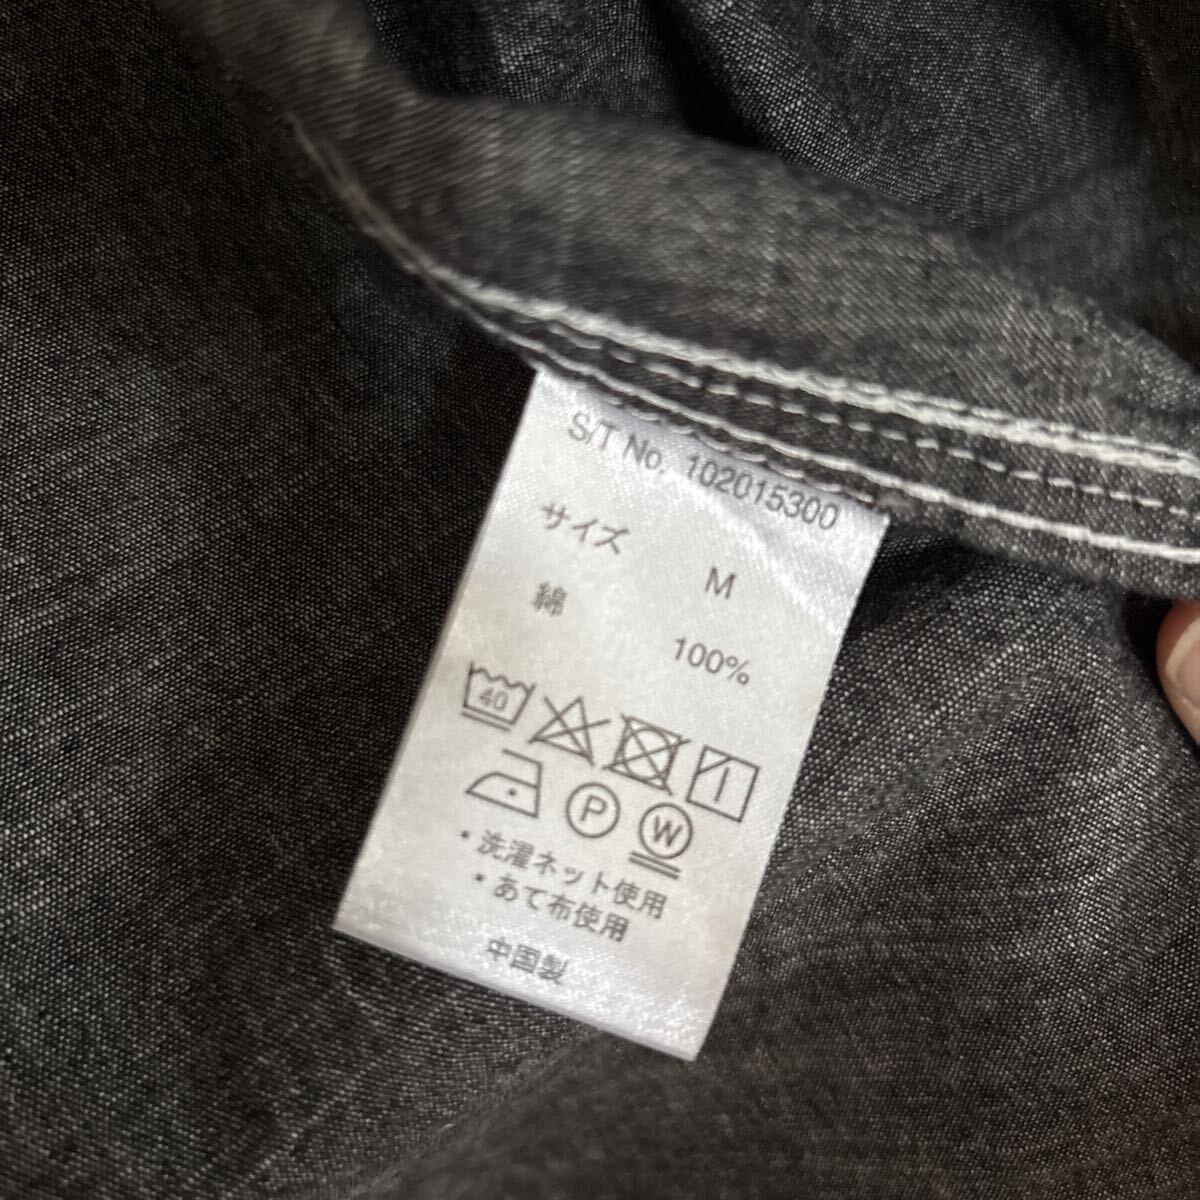 S/T No. 102015300
サイズ M
綿 100%
40
P W
・洗濯ネット使用
・あて布使用
中国製